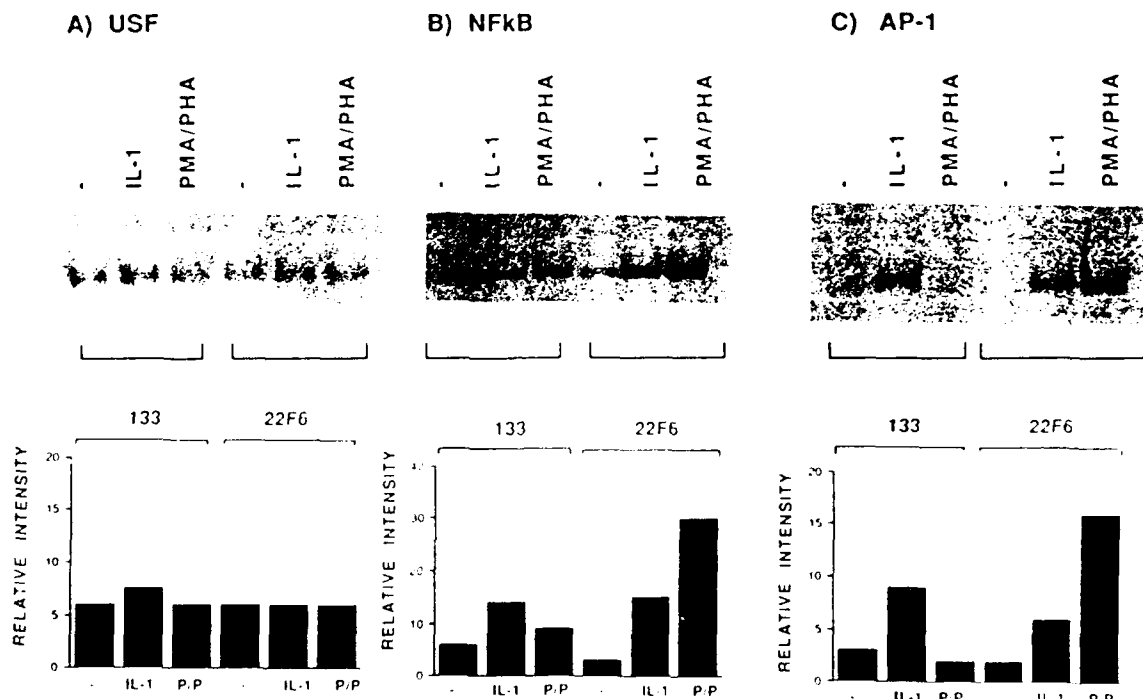 A) USF
B) NFkB
C) AP-1
- IL-1 PMA/PHA - IL-1 PMA/PHA
- IL-1 PMA/PHA - IL-1 PMA/PHA
- IL-1 PMA/PHA - IL-1 PMA/PHA
133 22F6
RELATIVE INTENSITY
20
15
10
5
0
- IL-1 P/P - IL-1 P/P
133 22F6
RELATIVE INTENSITY
30
10
0
- IL-1 P/P - IL-1 P/P
133 22F6
RELATIVE INTENSITY
20
15
10
5
0
- IL-1 P/P - IL-1 P/P